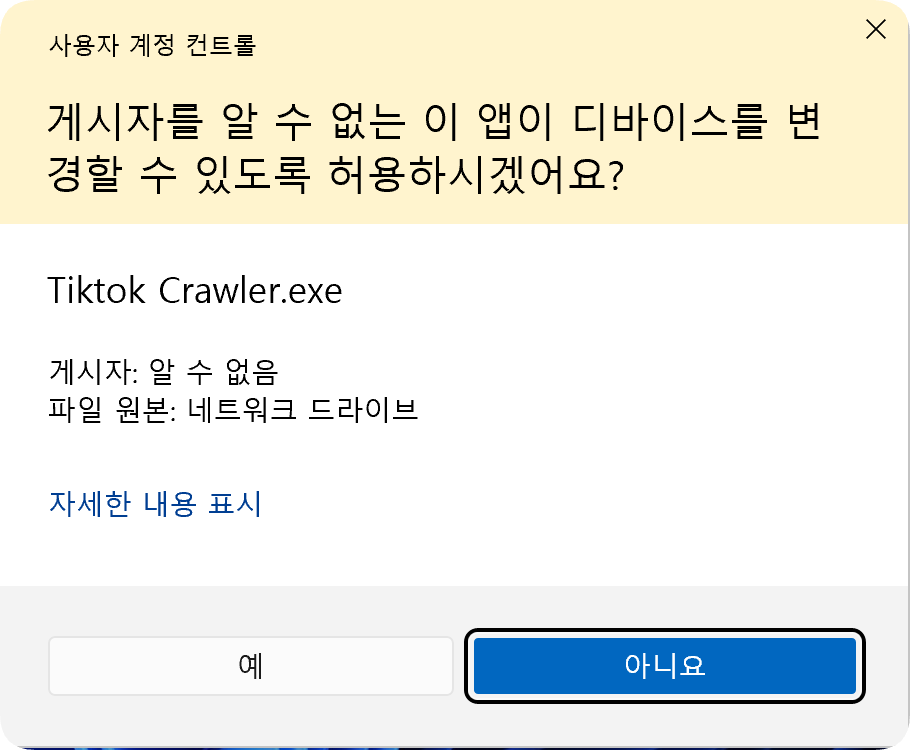 사용자 계정 컨트롤
게시자를 알 수 없는 이 앱이 디바이스를 변
경할 수 있도록 허용하시겠어요?
Tiktok Crawler.exe
게시자: 알 수 없음
파일 원본: 네트워크 드라이브
자세한 내용 표시
예
아니요